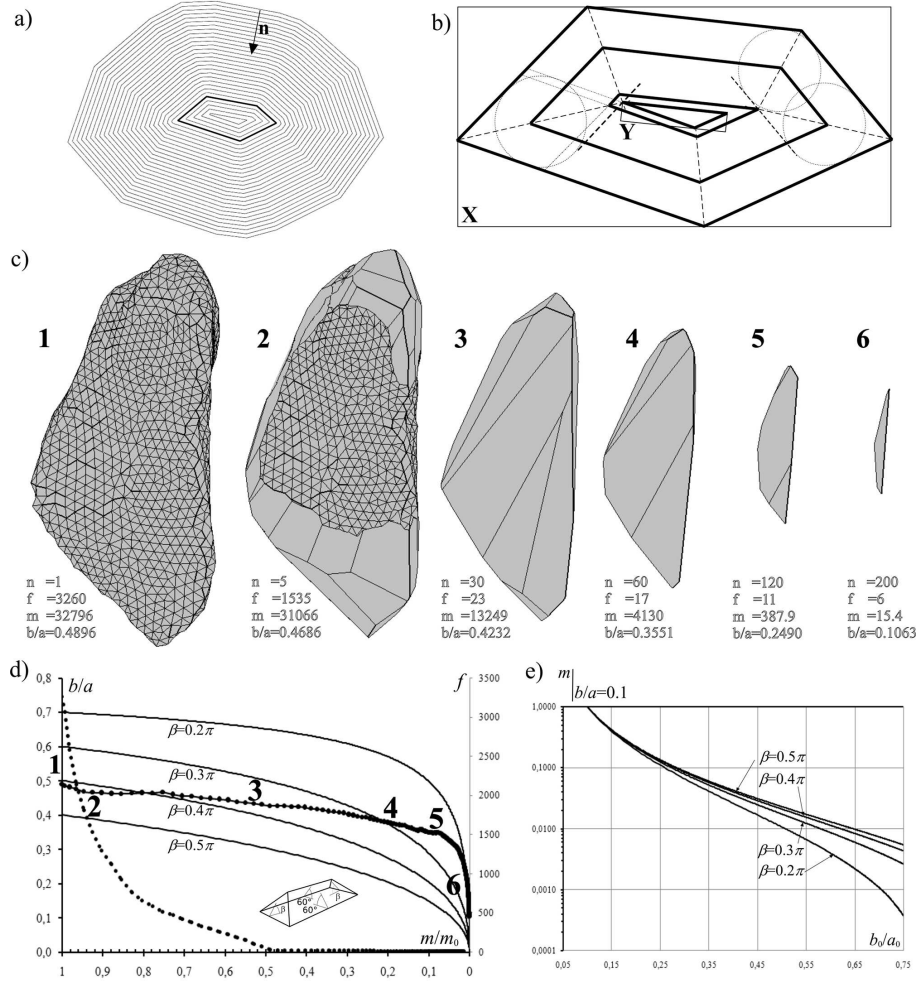 a)
n
b)
Y
X
c)
1
2
3
4
5
6
n =1
f =3260
m =32796
b/a=0.4896
n =5
f =1535
m =31066
b/a=0.4686
n =30
f =23
m =13249
b/a=0.4232
n =60
f =17
m =4130
b/a=0.3551
n =120
f =11
m =387.9
b/a=0.2490
n =200
f =6
m =15.4
b/a=0.1063
d)
b/a
f
0,8
0,7
0,6
0,5
0,4
0,3
0,2
0,1
0,0
3500
3000
2500
2000
1500
1000
500
0
β=0.2π
β=0.3π
β=0.4π
β=0.5π
1
2
3
4
5
6
β
60°
60°
β
m/m₀
1 0,9 0,8 0,7 0,6 0,5 0,4 0,3 0,2 0,1 0
e)
m|b/a=0.1
1,0000
0,1000
0,0100
0,0010
0,0001
β=0.5π
β=0.4π
β=0.3π
β=0.2π
b₀/a₀
0,05 0,15 0,25 0,35 0,45 0,55 0,65 0,75